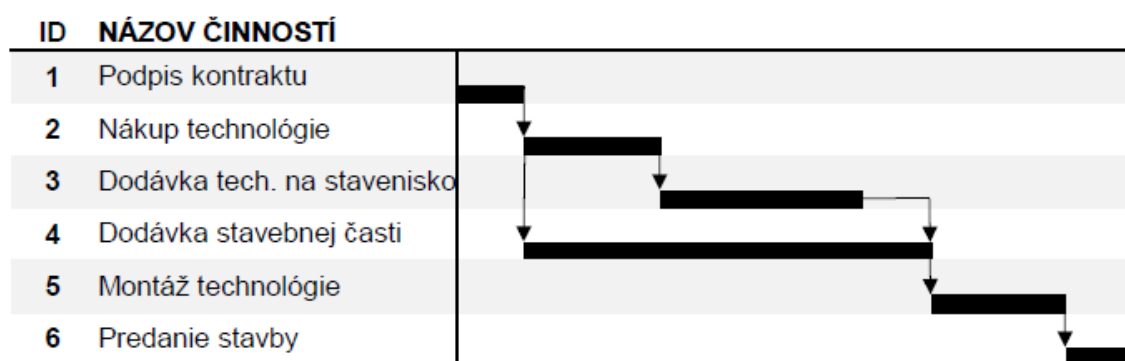 ID NÁZOV ČINNOSTÍ
1 Podpis kontraktu
2 Nákup technológie
3 Dodávka tech. na stavenisko
4 Dodávka stavebnej časti
5 Montáž technológie
6 Predanie stavby